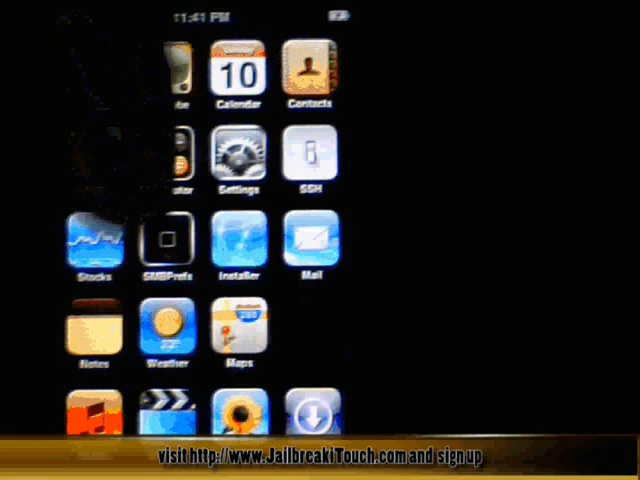 11:41 PM
10
Calendar
Contacts
Settings
SSH
Stocks
SMBPrefs
Installer
Mail
Notes
Weather
Maps
visit http://www.JailbreakiTouch.com and sign up